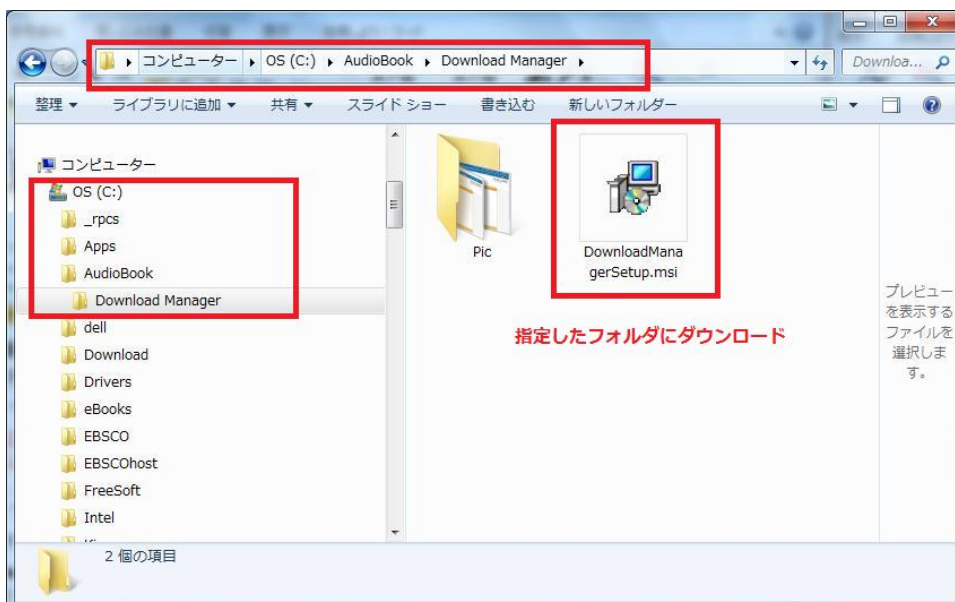 コンピューター ▸ OS (C:) ▸ AudioBook ▸ Download Manager ▸
Downloa...
整理 ライブラリに追加 共有 スライド ショー 書き込む 新しいフォルダー
コンピューター
OS (C:)
_rpcs
Apps
AudioBook
Download Manager
dell
Download
Drivers
eBooks
EBSCO
EBSCOhost
FreeSoft
Intel
Pic
DownloadMana
gerSetup.msi
指定したフォルダにダウンロード
プレビュー
を表示する
ファイルを
選択しま
す。
2 個の項目